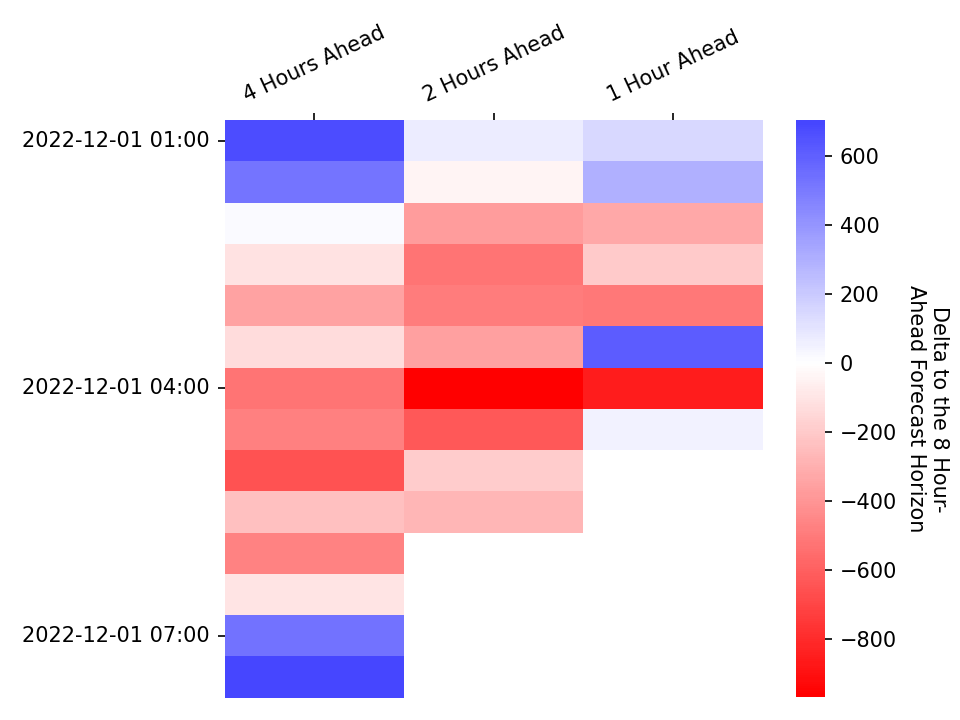 4 Hours Ahead
2 Hours Ahead
1 Hour Ahead
2022-12-01 01:00
2022-12-01 04:00
2022-12-01 07:00
600
400
200
0
−200
−400
−600
−800
Delta to the 8 Hour-
Ahead Forecast Horizon